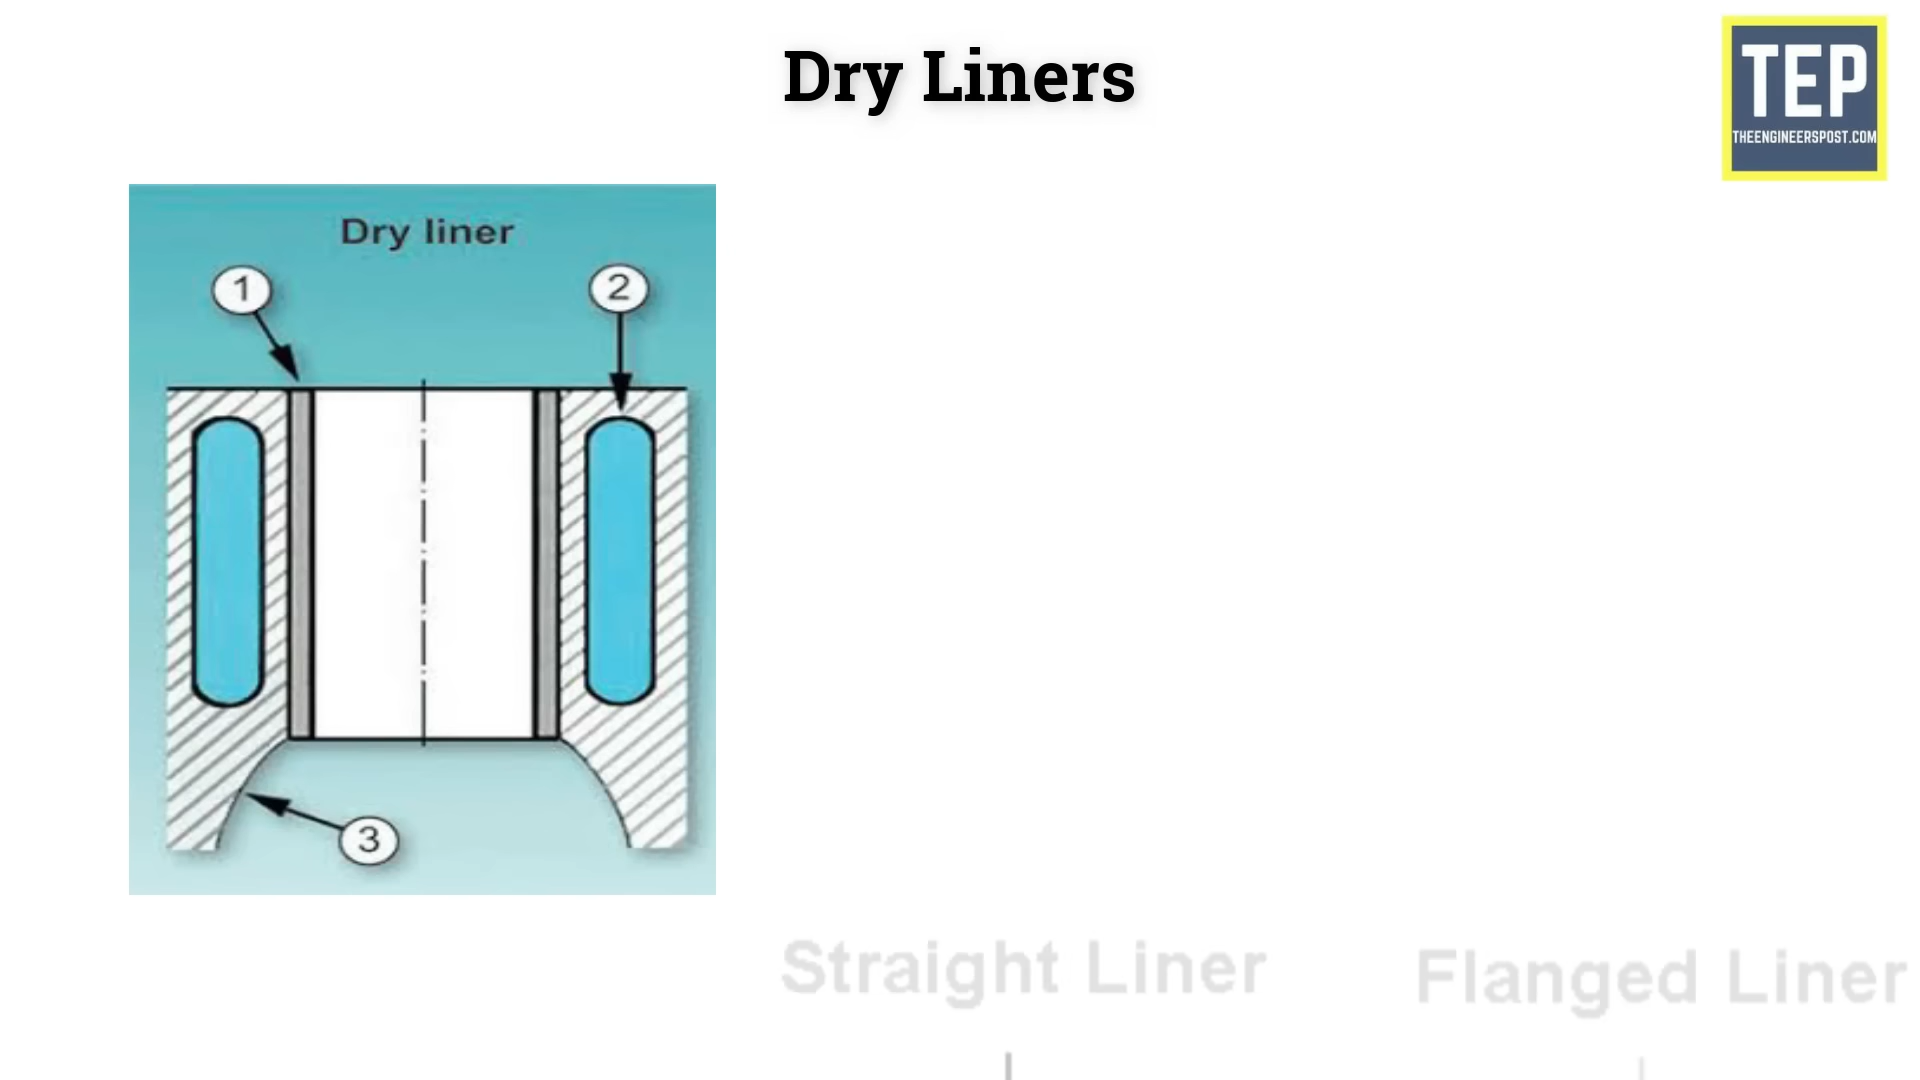 Dry Liners
TEP
THEENGINEERSPOST.COM
Dry liner
1
2
3
Straight Liner
Flanged Liner